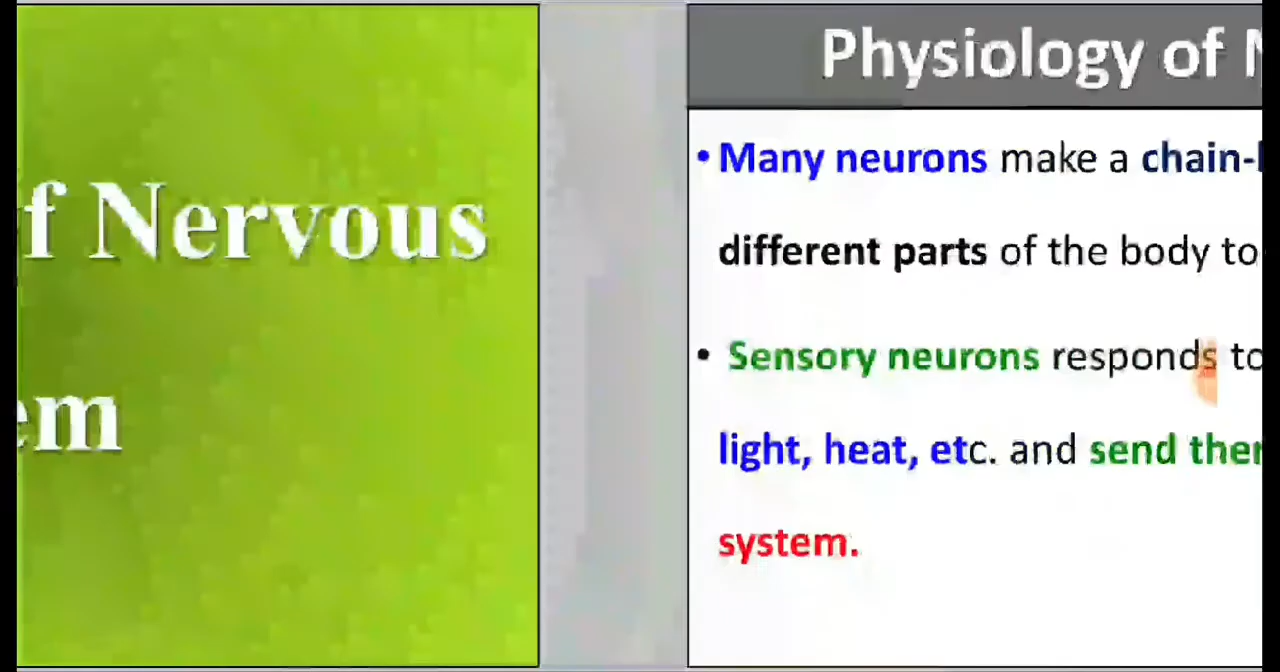 f Nervous
em
Physiology of
• Many neurons make a chain-
different parts of the body to
• Sensory neurons responds to
light, heat, etc. and send
system.